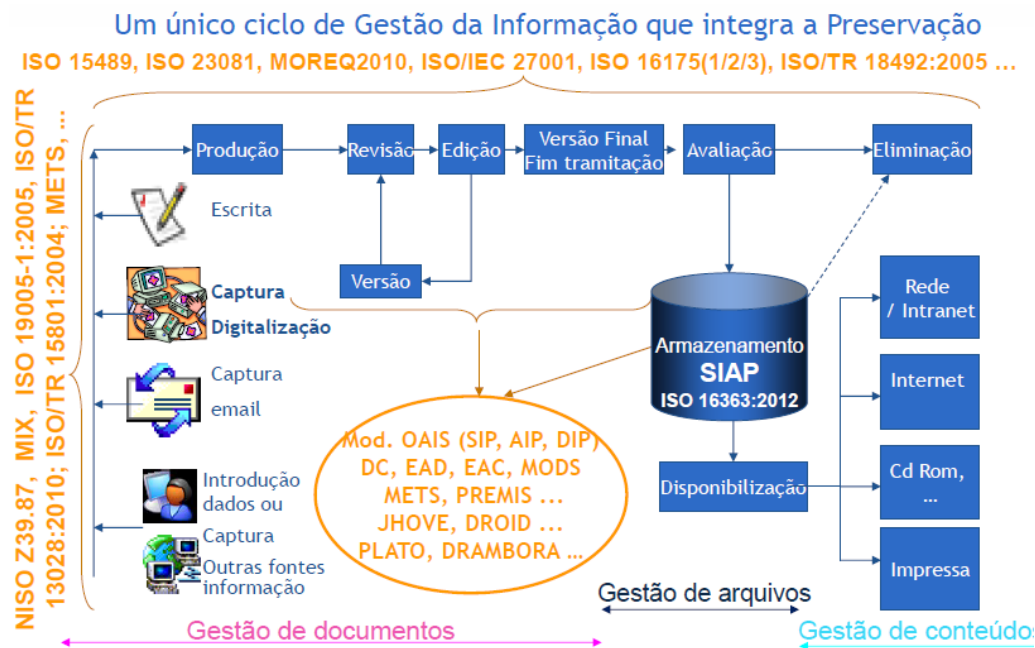 Um único ciclo de Gestão da Informação que integra a Preservação
ISO 15489, ISO 23081, MOREQ2010, ISO/IEC 27001, ISO 16175(1/2/3), ISO/TR 18492:2005 ...
NISO Z39.87, MIX, ISO 19005-1:2005, ISO/TR
13028:2010; ISO/TR 15801:2004; METS, ...
Produção
Revisão
Edição
Versão Final
Fim tramitação
Avaliação
Eliminação
Escrita
Versão
Captura
Digitalização
Captura
email
Introdução
dados ou
Captura
Outras fontes
informação
Mod. OAIS (SIP, AIP, DIP)
DC, EAD, EAC, MODS
METS, PREMIS ...
JHOVE, DROID ...
PLATO, DRAMBORA ...
Armazenamento
SIAP
ISO 16363:2012
Disponibilização
Rede
/ Intranet
Internet
Cd Rom,
...
Impressa
Gestão de documentos
Gestão de arquivos
Gestão de conteúdos